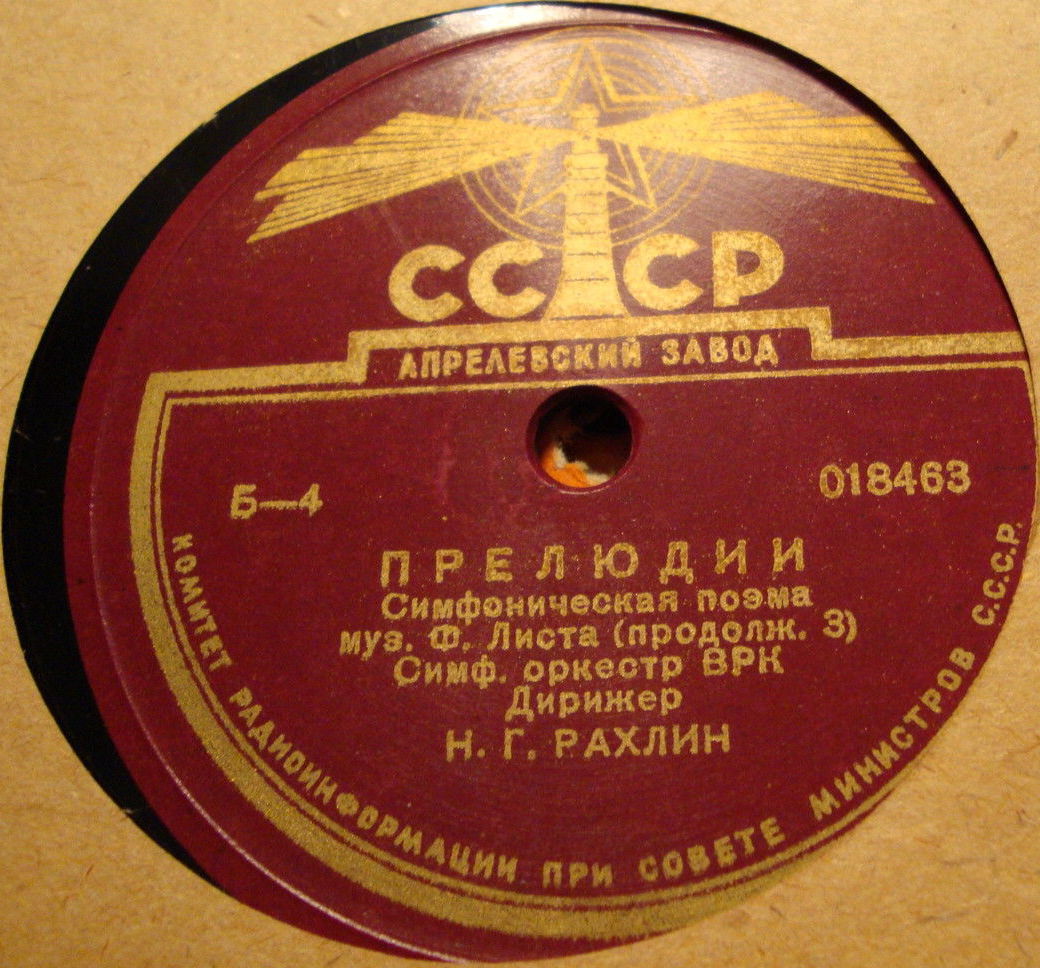 СССР
АПРЕЛЕВСКИЙ ЗАВОД
Б—4
018463
ПРЕЛЮДИИ
Симфоническая поэма
муз. Ф. Листа (продолж. 3)
Симф. оркестр ВРК
Дирижер
Н. Г. РАХЛИН
КОМИТЕТ РАДИОИНФОРМАЦИИ ПРИ СОВЕТЕ МИНИСТРОВ С.С.С.Р.